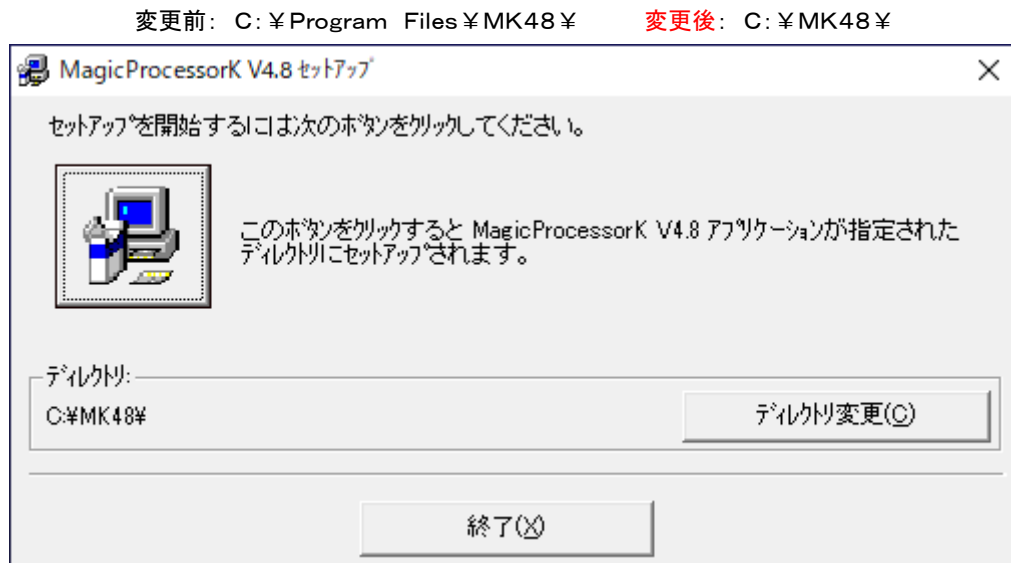 変更前： C：￥Program Files￥MK48￥ 変更後： C：￥MK48￥
MagicProcessorK V4.8 ｾｯﾄｱｯﾌﾟ
ｾｯﾄｱｯﾌﾟを開始するには次のﾎﾞﾀﾝをｸﾘｯｸしてください。
このﾎﾞﾀﾝをｸﾘｯｸすると MagicProcessorK V4.8 ｱﾌﾟﾘｹｰｼｮﾝが指定された
ﾃﾞｨﾚｸﾄﾘにｾｯﾄｱｯﾌﾟされます。
ﾃﾞｨﾚｸﾄﾘ:
C:¥MK48¥
ﾃﾞｨﾚｸﾄﾘ変更(C)
終了(X)